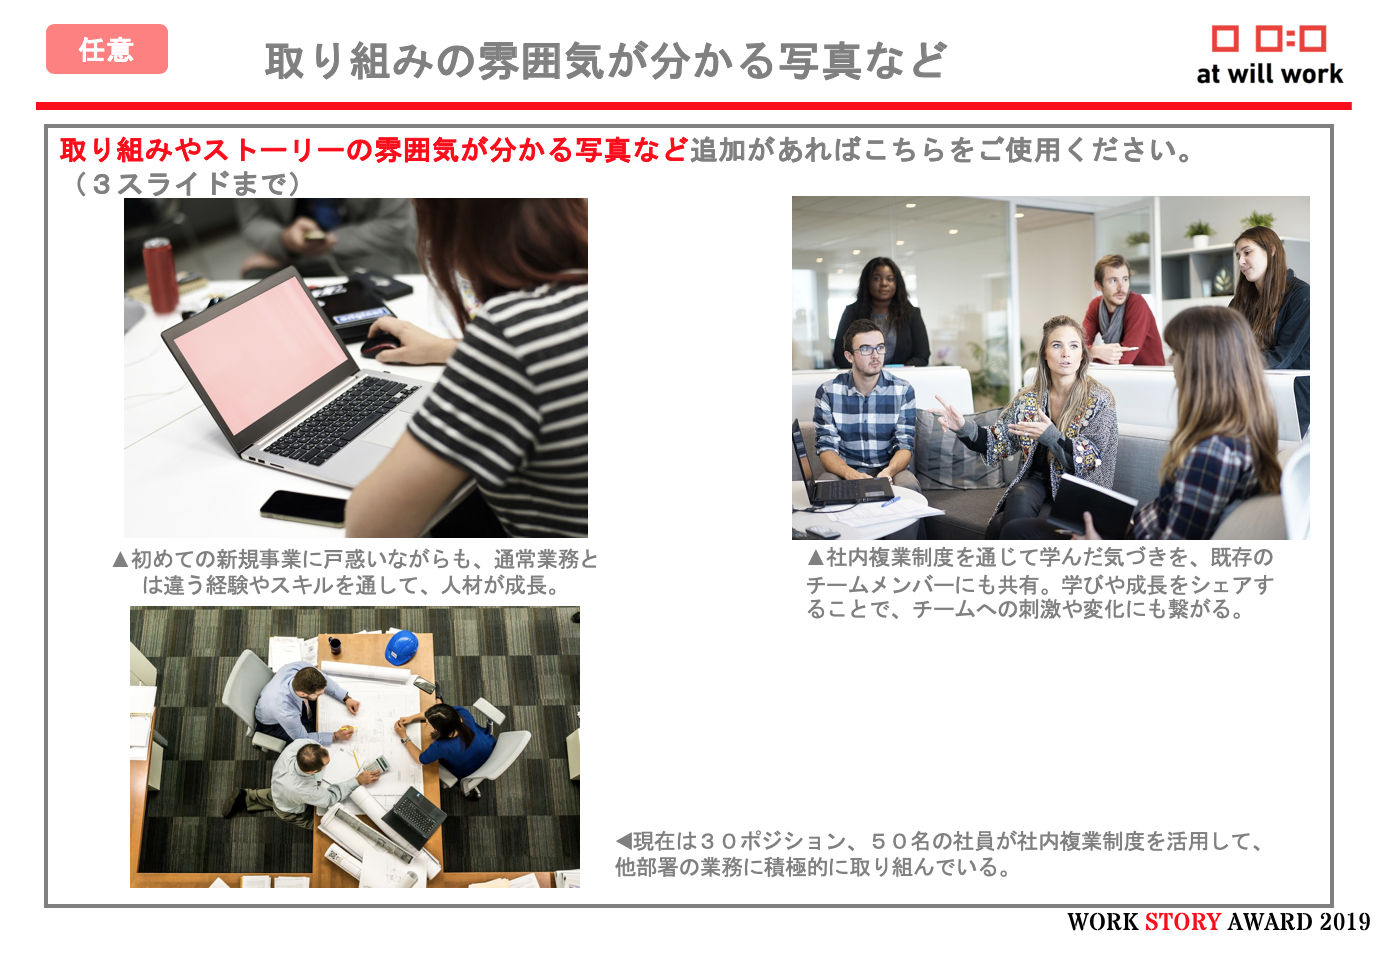 任意
取り組みの雰囲気が分かる写真など
at will work
取り組みやストーリーの雰囲気が分かる写真など追加があればこちらをご使用ください。
（３スライドまで）
▲初めての新規事業に戸惑いながらも、通常業務と
は違う経験やスキルを通して、人材が成長。
▲社内複業制度を通じて学んだ気づきを、既存の
チームメンバーにも共有。学びや成長をシェアす
ることで、チームへの刺激や変化にも繋がる。
◀現在は３０ポジション、５０名の社員が社内複業制度を活用して、
他部署の業務に積極的に取り組んでいる。
WORK STORY AWARD 2019